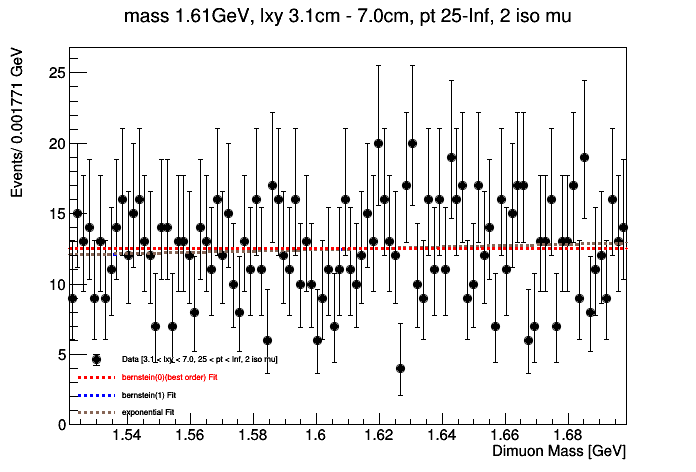 mass 1.61GeV, lxy 3.1cm - 7.0cm, pt 25-Inf, 2 iso mu
Events/ 0.001771 GeV
25
20
15
10
5
0
Data [3.1 < lxy < 7.0, 25 < pt < Inf, 2 iso mu]
bernstein(0)(best order) Fit
bernstein(1) Fit
exponential Fit
1.54 1.56 1.58 1.6 1.62 1.64 1.66 1.68
Dimuon Mass [GeV]